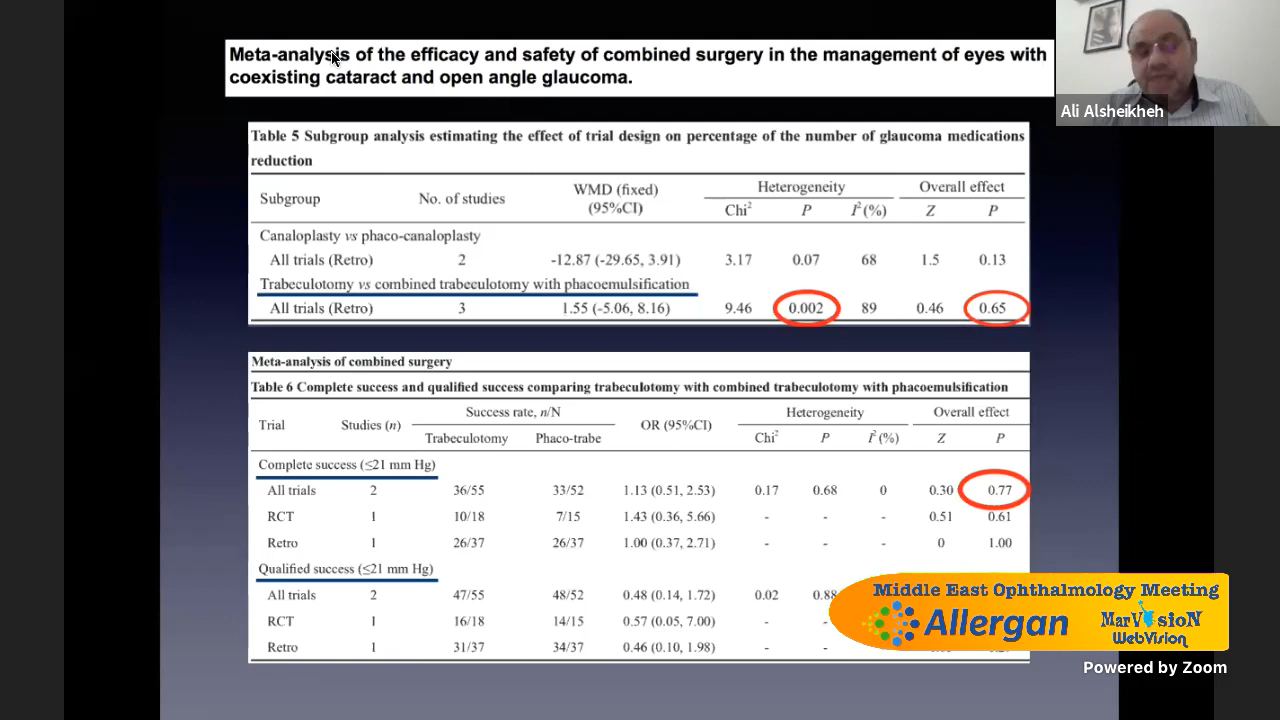 Meta-analysis of the efficacy and safety of combined surgery in the management of eyes with
coexisting cataract and open angle glaucoma.
Ali Alsheikheh
Table 5 Subgroup analysis estimating the effect of trial design on percentage of the number of glaucoma medications
reduction
Subgroup No. of studies WMD (fixed) (95%CI) Heterogeneity Overall effect
Chi² P I² (%) Z P
Canaloplasty vs phaco-canaloplasty
All trials (Retro) 2 -12.87 (-29.65, 3.91) 3.17 0.07 68 1.5 0.13
Trabeculotomy vs combined trabeculotomy with phacoemulsification
All trials (Retro) 3 1.55 (-5.06, 8.16) 9.46 0.002 89 0.46 0.65
Meta-analysis of combined surgery
Table 6 Complete success and qualified success comparing trabeculotomy with combined trabeculotomy with phacoemulsification
Trial Studies (n) Success rate, n/N OR (95%CI) Heterogeneity Overall effect
Trabeculotomy Phaco-trabe Chi² P I² (%) Z P
Complete success (≤21 mm Hg)
All trials 2 36/55 33/52 1.13 (0.51, 2.53) 0.17 0.68 0 0.30 0.77
RCT 1 10/18 7/15 1.43 (0.36, 5.66) - - - 0.51 0.61
Retro 1 26/37 26/37 1.00 (0.37, 2.71) - - - 0 1.00
Qualified success (≤21 mm Hg)
All trials 2 47/55 48/52 0.48 (0.14, 1.72) 0.02 0.88
RCT 1 16/18 14/15 0.57 (0.05, 7.00) - -
Retro 1 31/37 34/37 0.46 (0.10, 1.98) - -
Middle East Ophthalmology Meeting
Allergan
MarVision
WebVision
Powered by Zoom